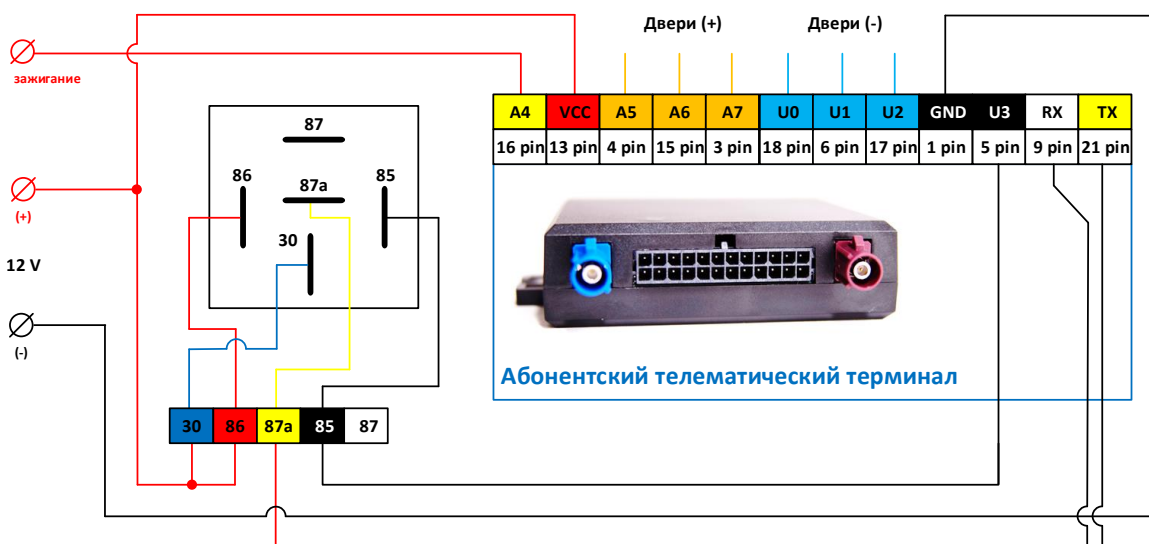 Двери (+) Двери (-)
зажигание
A4 VCC A5 A6 A7 U0 U1 U2 GND U3 RX TX
16 pin 13 pin 4 pin 15 pin 3 pin 18 pin 6 pin 17 pin 1 pin 5 pin 9 pin 21 pin
87
86 87a 85
30
(+)
12 V
(-)
Абонентский телематический терминал
30 86 87a 85 87